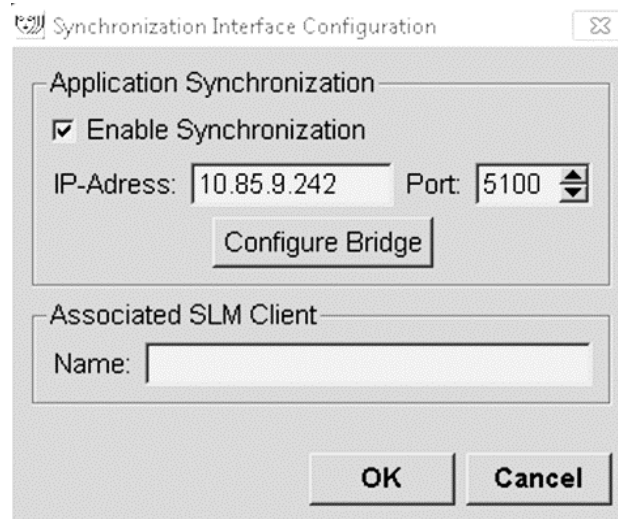 Synchronization Interface Configuration
Application Synchronization
Enable Synchronization
IP-Adress: 10.85.9.242 Port: 5100
Configure Bridge
Associated SLM Client
Name:
OK Cancel